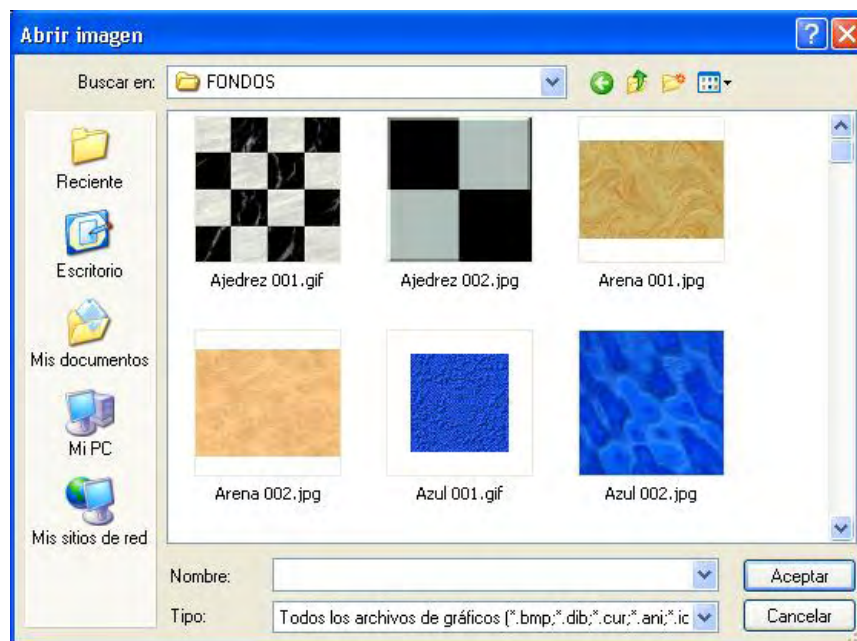 Abrir imagen
Buscar en: FONDOS
Reciente
Escritorio
Mis documentos
Mi PC
Mis sitios de red
Ajedrez 001.gif Ajedrez 002.jpg Arena 001.jpg
Arena 002.jpg Azul 001.gif Azul 002.jpg
Nombre: Aceptar
Tipo: Todos los archivos de gráficos (*.bmp;*.dib;*.cur;*.ani;*.ic Cancelar